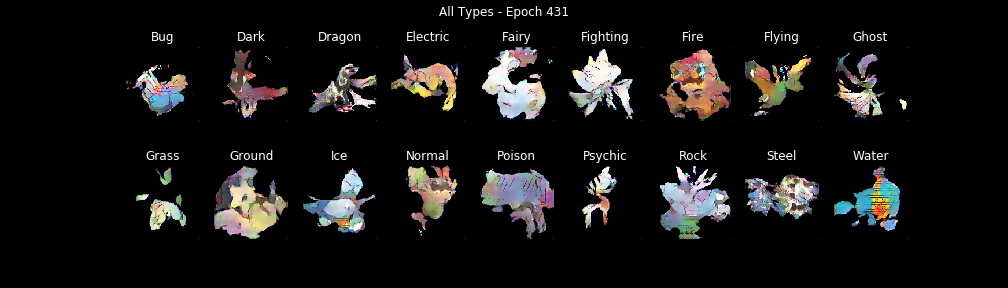 All Types - Epoch 431
Bug Dark Dragon Electric Fairy Fighting Fire Flying Ghost
Grass Ground Ice Normal Poison Psychic Rock Steel Water